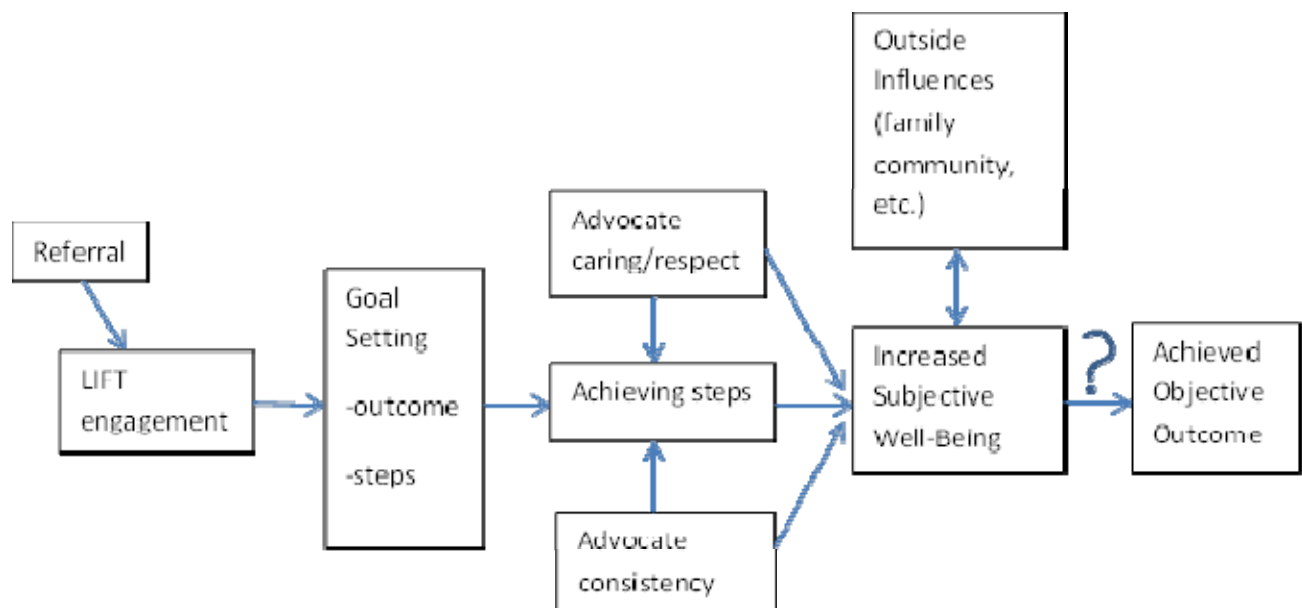 Referral
LIFT
engagement
Goal
Setting
-outcome
-steps
Advocate
caring/respect
Achieving steps
Advocate
consistency
Outside
Influences
(family
community,
etc.)
Increased
Subjective
Well-Being
?
Achieved
Objective
Outcome